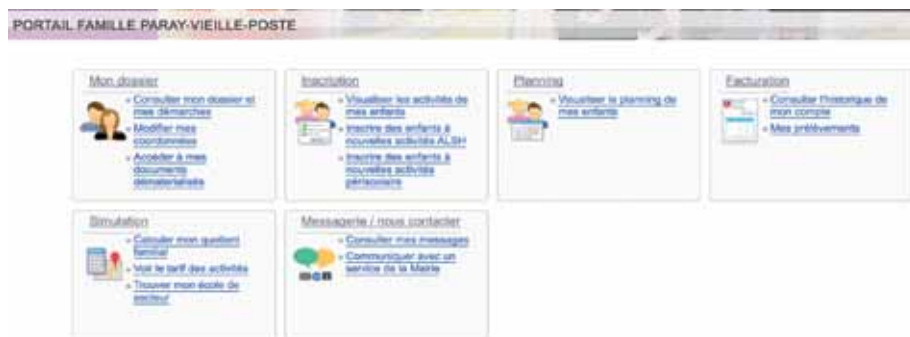 PORTAIL FAMILLE PARAY-VIEILLE-POSTE
Mon dossier
» Consulter mon dossier et
mes démarches
» Modifier mes
coordonnées
» Accéder à mes
documents
dématérialisés
Inscription
» Visualiser les activités de
mes enfants
» Inscrire des enfants à
nouvelles activités ALSH
» Inscrire des enfants à
nouvelles activités
périscolaire
Planning
» Visualiser le planning de
mes enfants
Facturation
» Consulter l'historique de
mon compte
» Mes prélèvements
Simulation
» Calculer mon quotient
familial
» Voir le tarif des activités
» Trouver mon école de
secteur
Messagerie / nous contacter
» Consulter mes messages
» Communiquer avec un
service de la Mairie